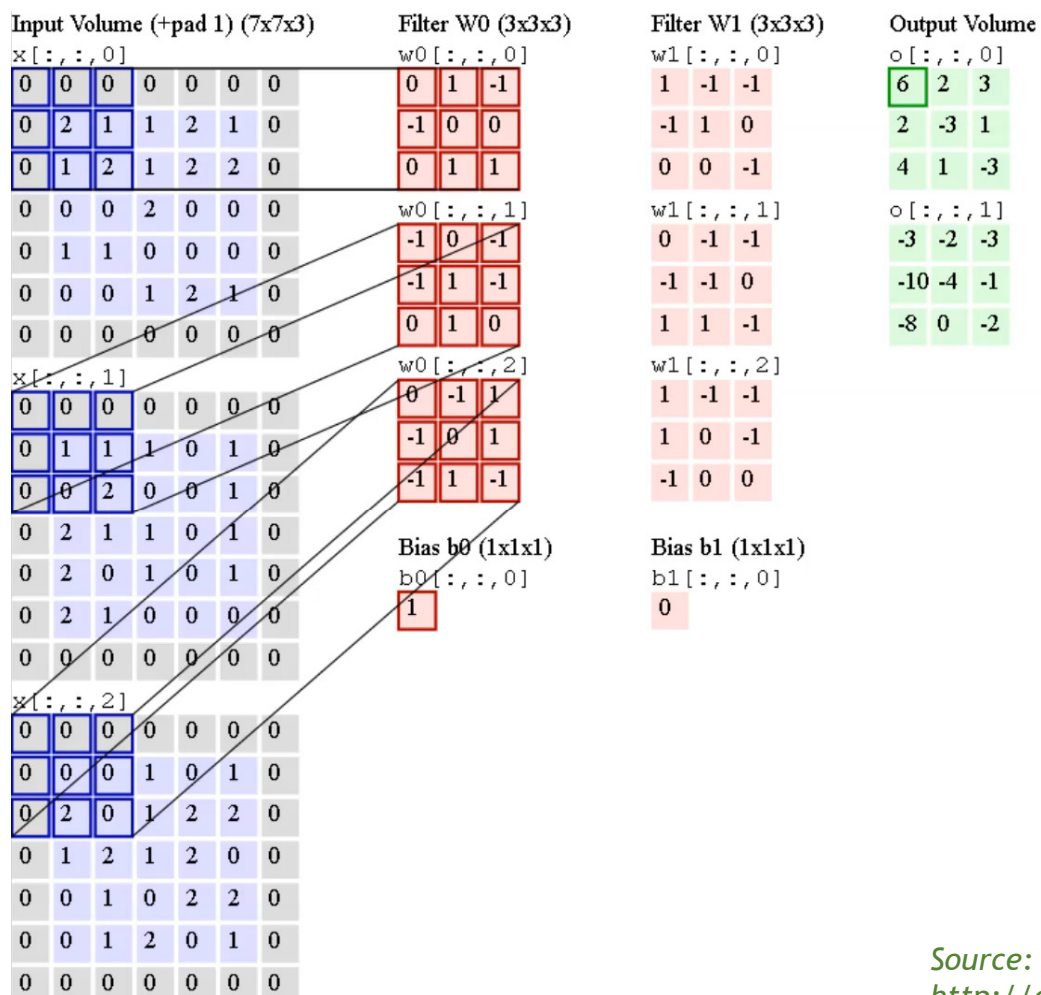 Input Volume (+pad 1) (7x7x3)
x[:,:,0]
0 0 0 0 0 0 0
0 2 1 1 2 1 0
0 1 2 1 2 2 0
0 0 0 2 0 0 0
0 1 1 0 0 0 0
0 0 0 1 2 1 0
0 0 0 0 0 0 0
x[:,:,1]
0 0 0 0 0 0 0
0 1 1 1 0 1 0
0 0 2 0 0 1 0
0 2 1 1 0 1 0
0 2 0 1 0 1 0
0 2 1 0 0 0 0
0 0 0 0 0 0 0
x[:,:,2]
0 0 0 0 0 0 0
0 0 0 1 0 1 0
0 2 0 1 2 2 0
0 1 2 1 2 0 0
0 0 1 0 2 2 0
0 0 1 2 0 1 0
0 0 0 0 0 0 0
Filter W0 (3x3x3)
w0[:,:,0]
0 1 -1
-1 0 0
0 1 1
w0[:,:,1]
-1 0 -1
-1 1 -1
0 1 0
w0[:,:,2]
0 -1 1
-1 0 1
-1 1 -1
Bias b0 (1x1x1)
b0[:,:,0]
1
Filter W1 (3x3x3)
w1[:,:,0]
1 -1 -1
-1 1 0
0 0 -1
w1[:,:,1]
0 -1 -1
-1 -1 0
1 1 -1
w1[:,:,2]
1 -1 -1
1 0 -1
-1 0 0
Bias b1 (1x1x1)
b1[:,:,0]
0
Output Volume
o[:,:,0]
6 2 3
2 -3 1
4 1 -3
o[:,:,1]
-3 -2 -3
-10 -4 -1
-8 0 -2
Source: